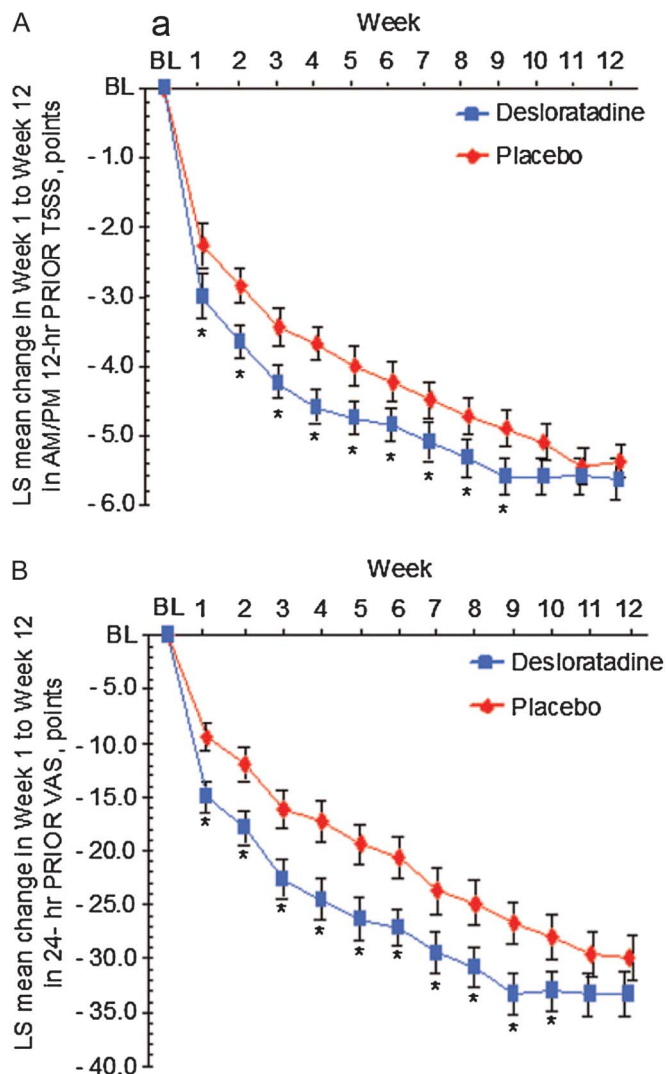 A
a
Week
BL 1 2 3 4 5 6 7 8 9 10 11 12
BL
- 1.0
- 2.0
- 3.0
- 4.0
- 5.0
- 6.0
LS mean change in Week 1 to Week 12
in AM/PM 12-hr PRIOR T5SS, points
Desloratadine
Placebo
* * * * * * * * *
B
Week
BL 1 2 3 4 5 6 7 8 9 10 11 12
BL
- 5.0
- 10.0
- 15.0
- 20.0
- 25.0
- 30.0
- 35.0
- 40.0
LS mean change in Week 1 to Week 12
in 24- hr PRIOR VAS, points
Desloratadine
Placebo
* * * * * * * * * *